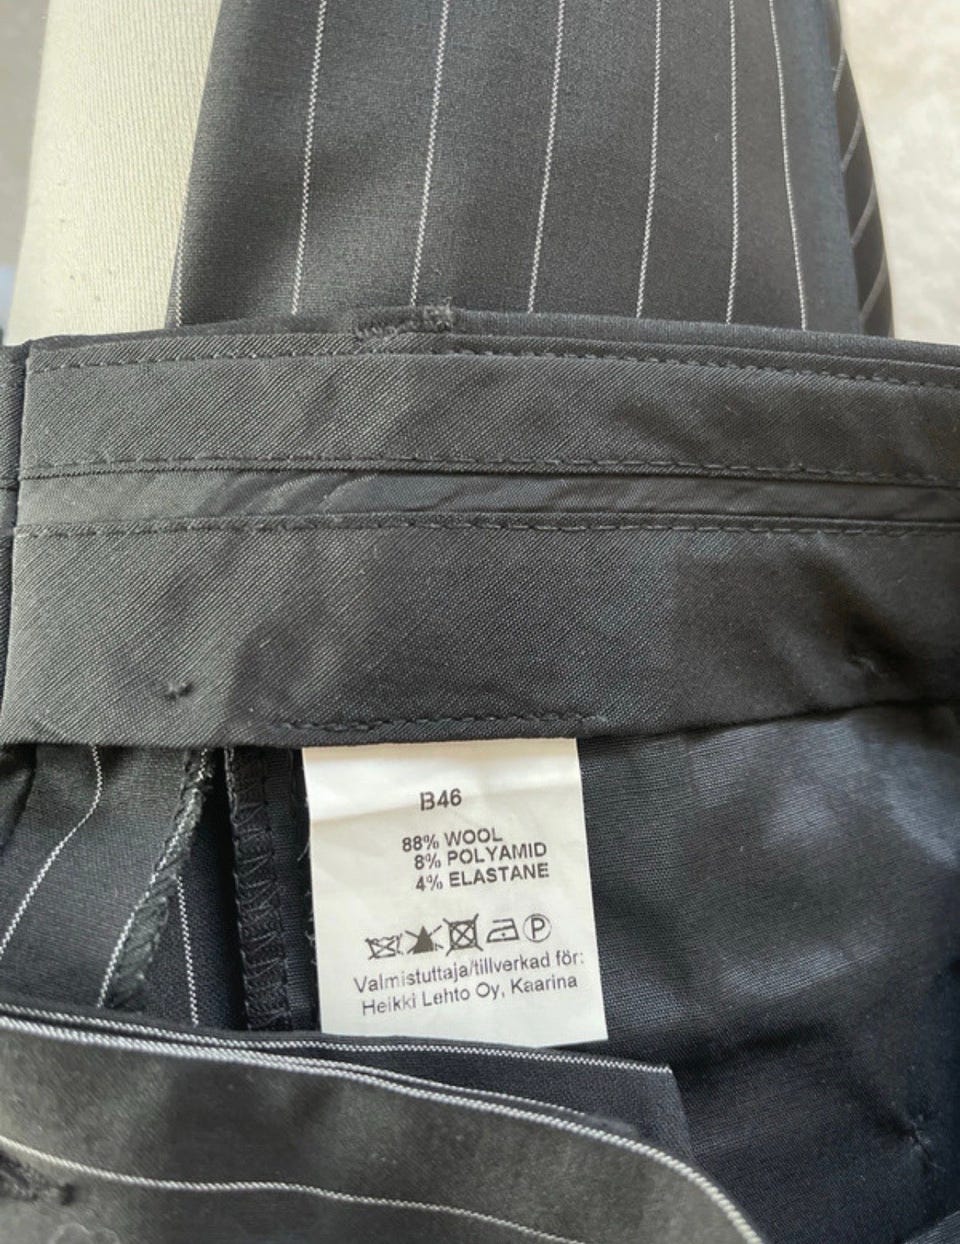 B46
88% WOOL
8% POLYAMID
4% ELASTANE
P
Valmistuttaja/tillverkad för:
Heikki Lehto Oy, Kaarina